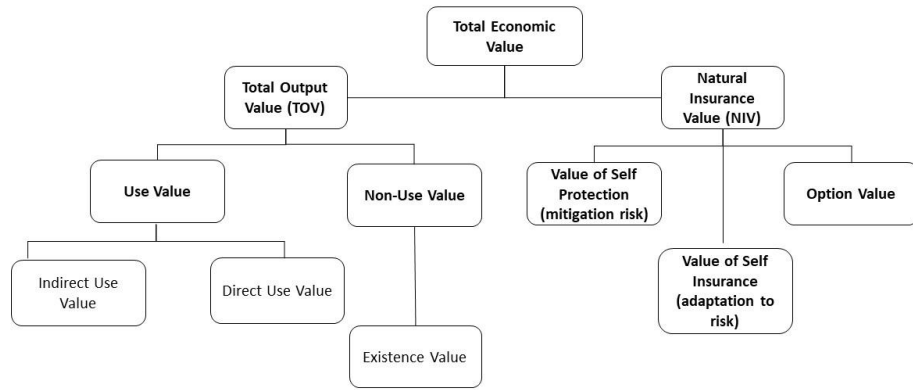 Total Economic
Value
Total Output
Value (TOV)
Natural
Insurance
Value (NIV)
Use Value
Non-Use Value
Value of Self
Protection
(mitigation risk)
Option Value
Indirect Use
Value
Direct Use Value
Value of Self
Insurance
(adaptation to
risk)
Existence Value